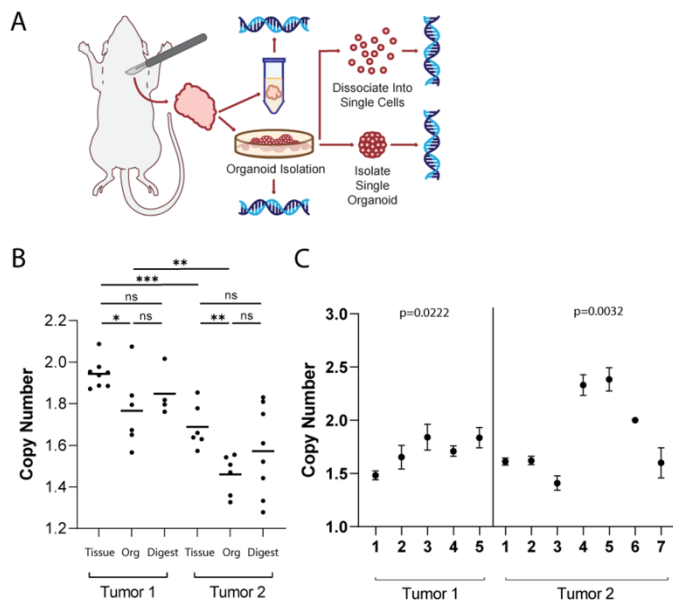 A
Organoid Isolation
Dissociate Into
Single Cells
Isolate
Single
Organoid
B
**
***
ns
ns
*
ns
**
ns
Copy Number
2.2
2.0
1.8
1.6
1.4
1.2
Tissue Org Digest Tissue Org Digest
Tumor 1 Tumor 2
C
p=0.0222 p=0.0032
Copy Number
3.0
2.5
2.0
1.5
1.0
1 2 3 4 5 1 2 3 4 5 6 7
Tumor 1 Tumor 2